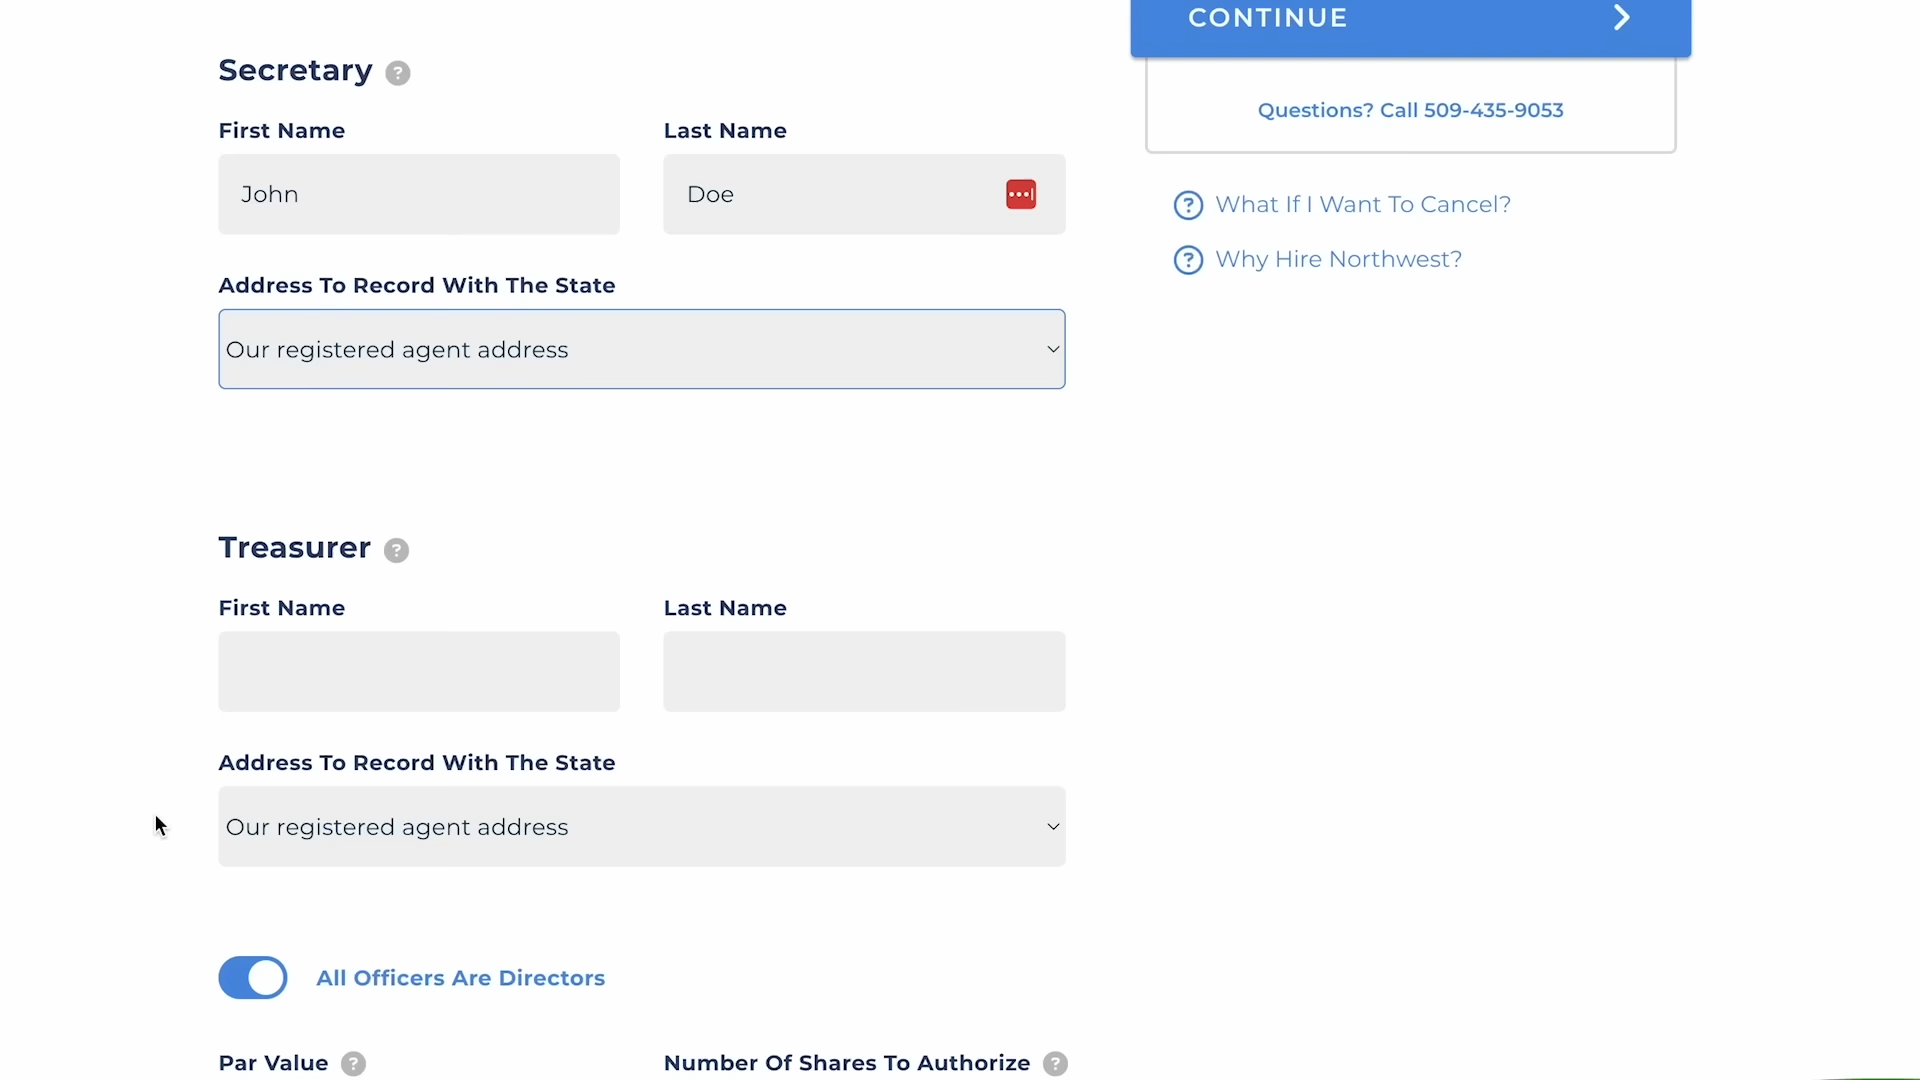 CONTINUE
Secretary ?
First Name
Last Name
John
Doe
Address To Record With The State
Our registered agent address
Questions? Call 509-435-9053
? What If I Want To Cancel?
? Why Hire Northwest?
Treasurer ?
First Name
Last Name
Address To Record With The State
Our registered agent address
All Officers Are Directors
Par Value ?
Number Of Shares To Authorize ?